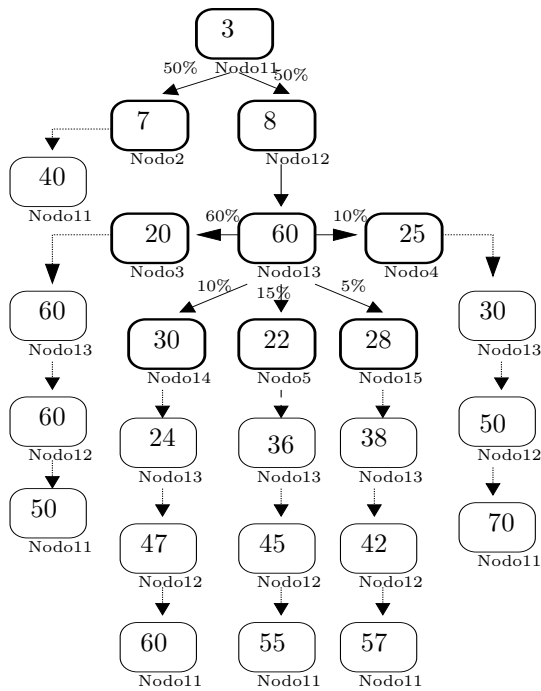 3
50% Nodo11 50%
7 8
Nodo2 Nodo12
40
Nodo11
20 60% 60 10% 25
Nodo3 Nodo13 Nodo4
10% 15% 5%
60 30
30 22 28
Nodo13 Nodo13
Nodo14 Nodo5 Nodo15
60 24 36 38 50
Nodo12 Nodo12
Nodo13 Nodo13 Nodo13
50 70
Nodo11 47 45 42 Nodo11
Nodo12 Nodo12 Nodo12
60 55 57
Nodo11 Nodo11 Nodo11